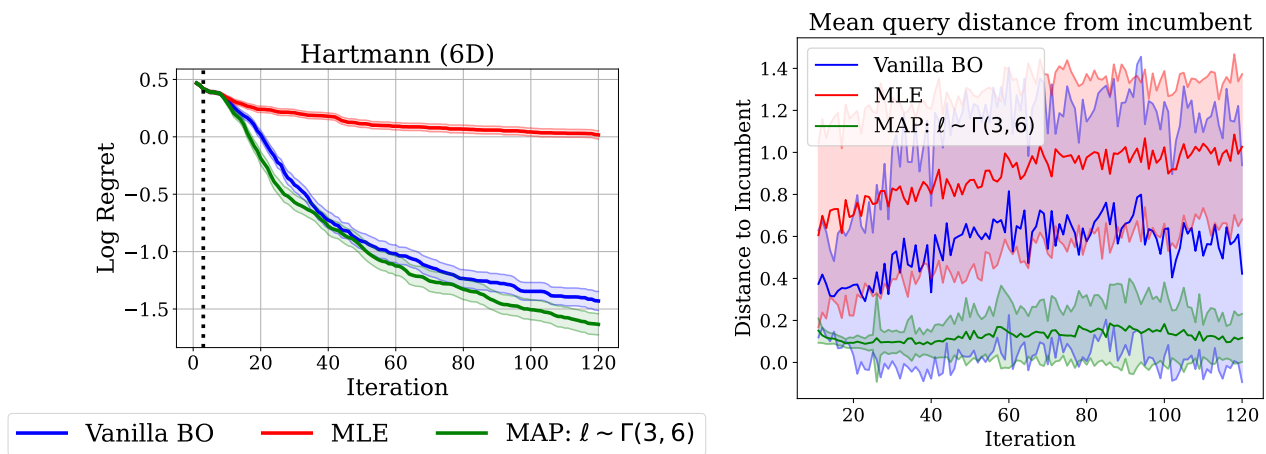 Hartmann (6D)
Log Regret
0.5
0.0
−0.5
−1.0
−1.5
0 20 40 60 80 100 120
Iteration
Vanilla BO MLE MAP: ℓ ∼ Γ(3, 6)
Mean query distance from incumbent
Distance to Incumbent
1.4
1.2
1.0
0.8
0.6
0.4
0.2
0.0
Vanilla BO
MLE
MAP: ℓ ∼ Γ(3, 6)
20 40 60 80 100 120
Iteration